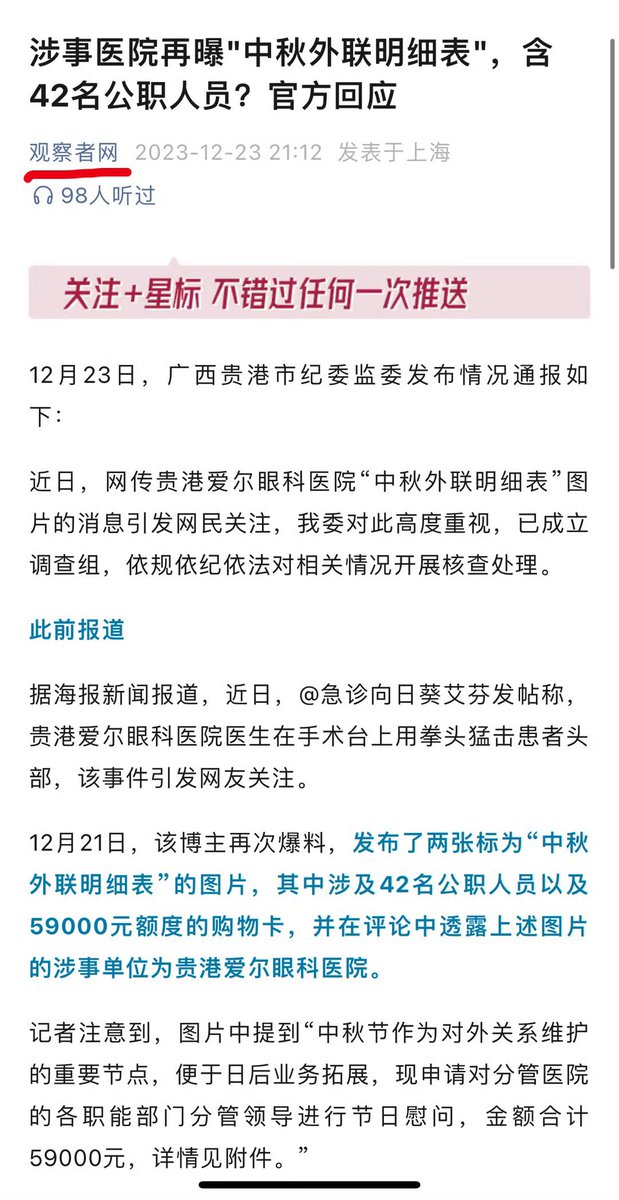 涉事医院再曝"中秋外联明细表"，含
42名公职人员？官方回应
观察者网 2023-12-23 21:12 发表于上海
98人听过
关注+星标 不错过任何一次推送
12月23日，广西贵港市纪委监委发布情况通报如
下：
近日，网传贵港爱尔眼科医院“中秋外联明细表”图
片的消息引发网民关注，我委对此高度重视，已成立
调查组，依规依纪依法对相关情况开展核查处理。
此前报道
据海报新闻报道，近日，@急诊向日葵艾芬发帖称，
贵港爱尔眼科医院医生在手术台上用拳头猛击患者头
部，该事件引发网友关注。
12月21日，该博主再次爆料，发布了两张标为“中秋
外联明细表”的图片，其中涉及42名公职人员以及
59000元额度的购物卡，并在评论中透露上述图片
的涉事单位为贵港爱尔眼科医院。
记者注意到，图片中提到“中秋节作为对外关系维护
的重要节点，便于日后业务拓展，现申请对分管医院
的各职能部门分管领导进行节日慰问，金额合计
59000元，详情见附件。”